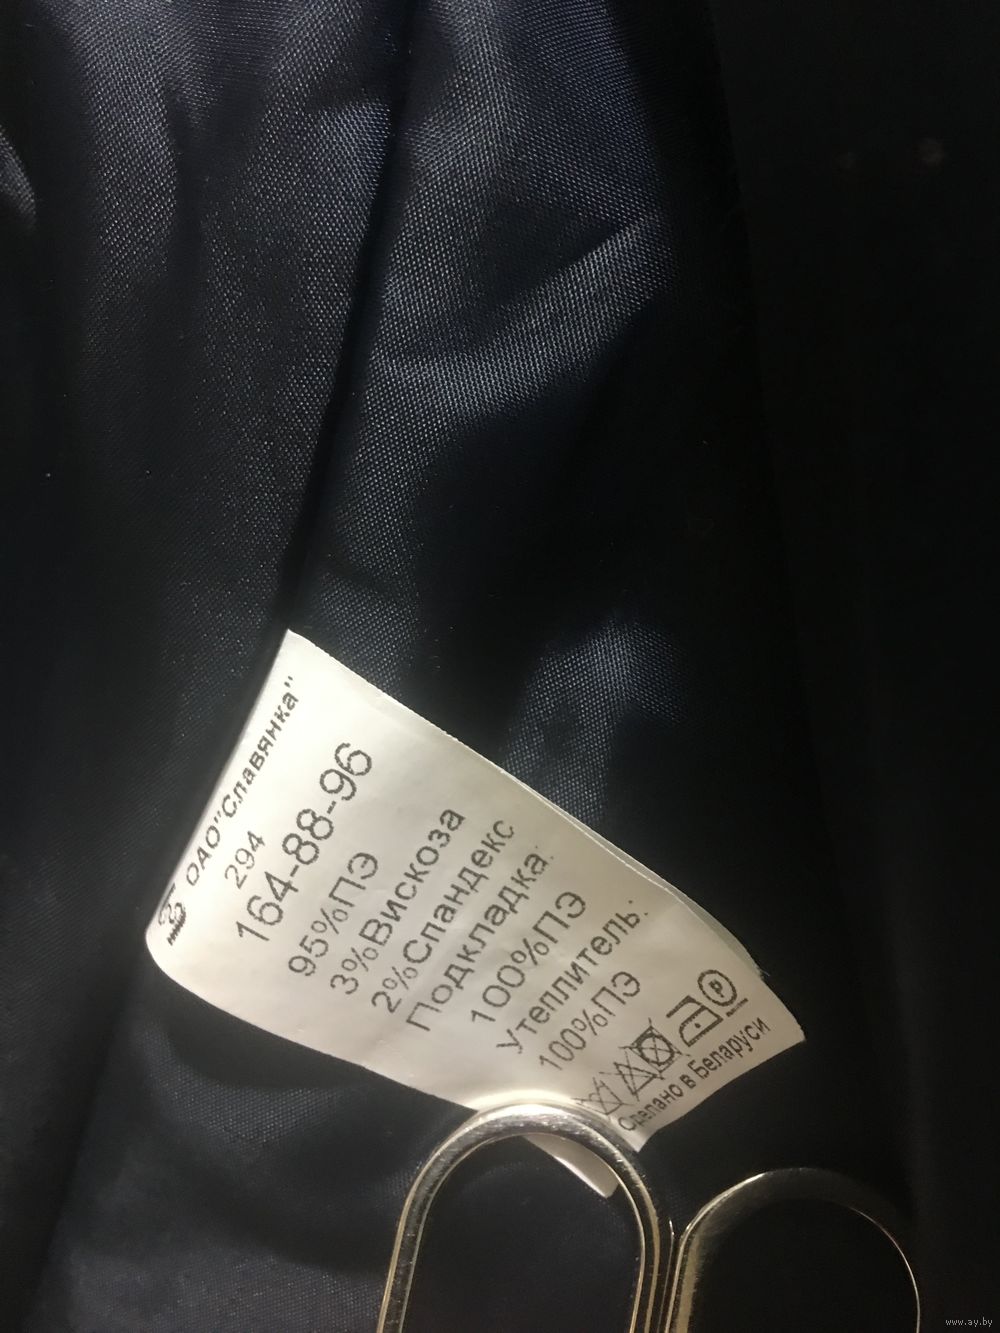 ОАО"Славянка"
294
164-88-96
95%ПЭ
3%Вискоза
2%Спандекс
Подкладка:
100%ПЭ
Утеплитель:
100%ПЭ
P
Сделано в Беларуси
www.ay.by